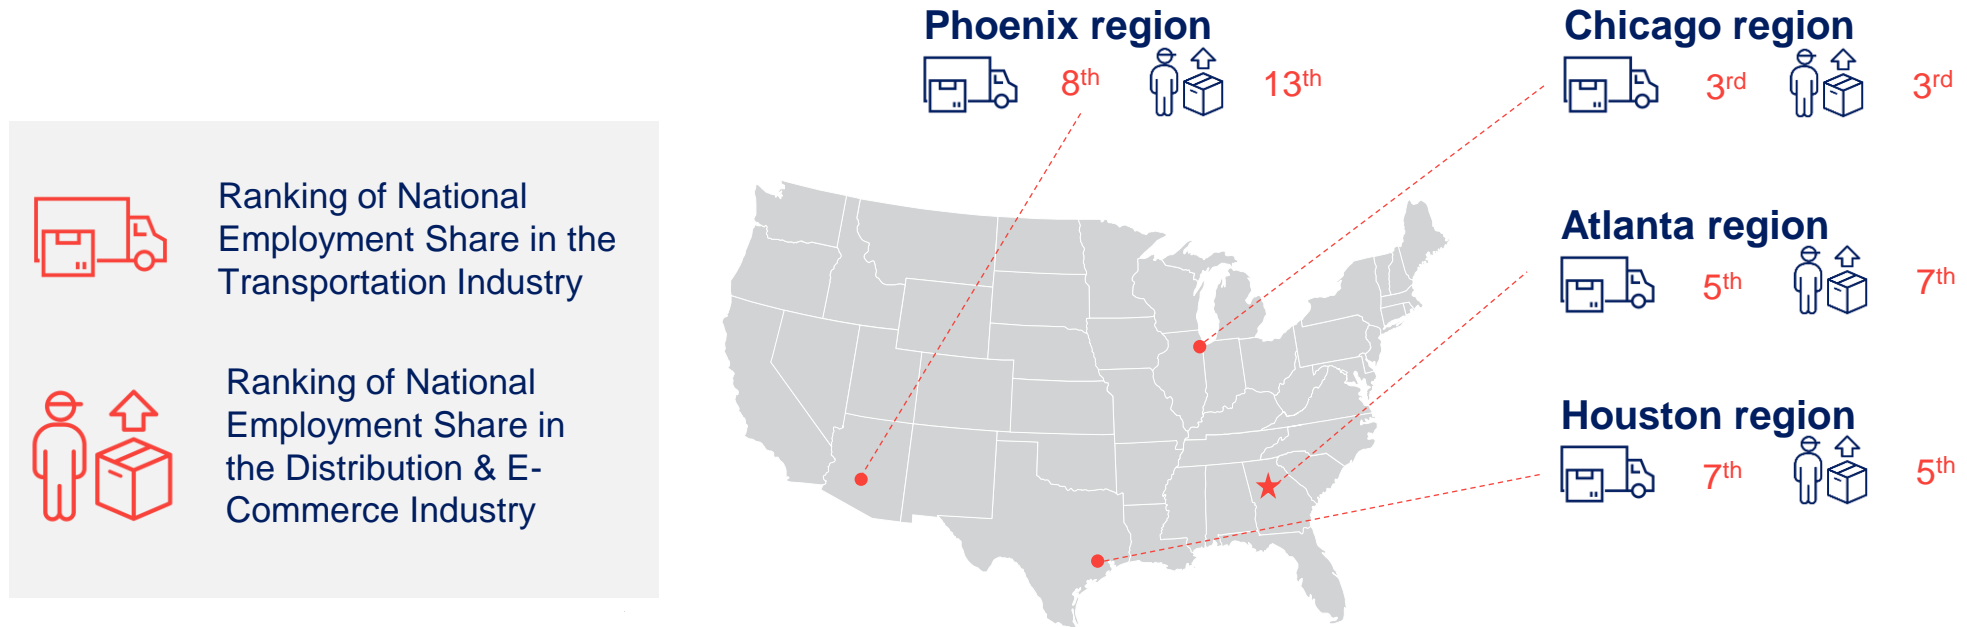 Phoenix region
8th
13th
Chicago region
3rd
3rd
Ranking of National
Employment Share in the
Transportation Industry
Atlanta region
5th
7th
Ranking of National
Employment Share in
the Distribution & E-
Commerce Industry
Houston region
7th
5th